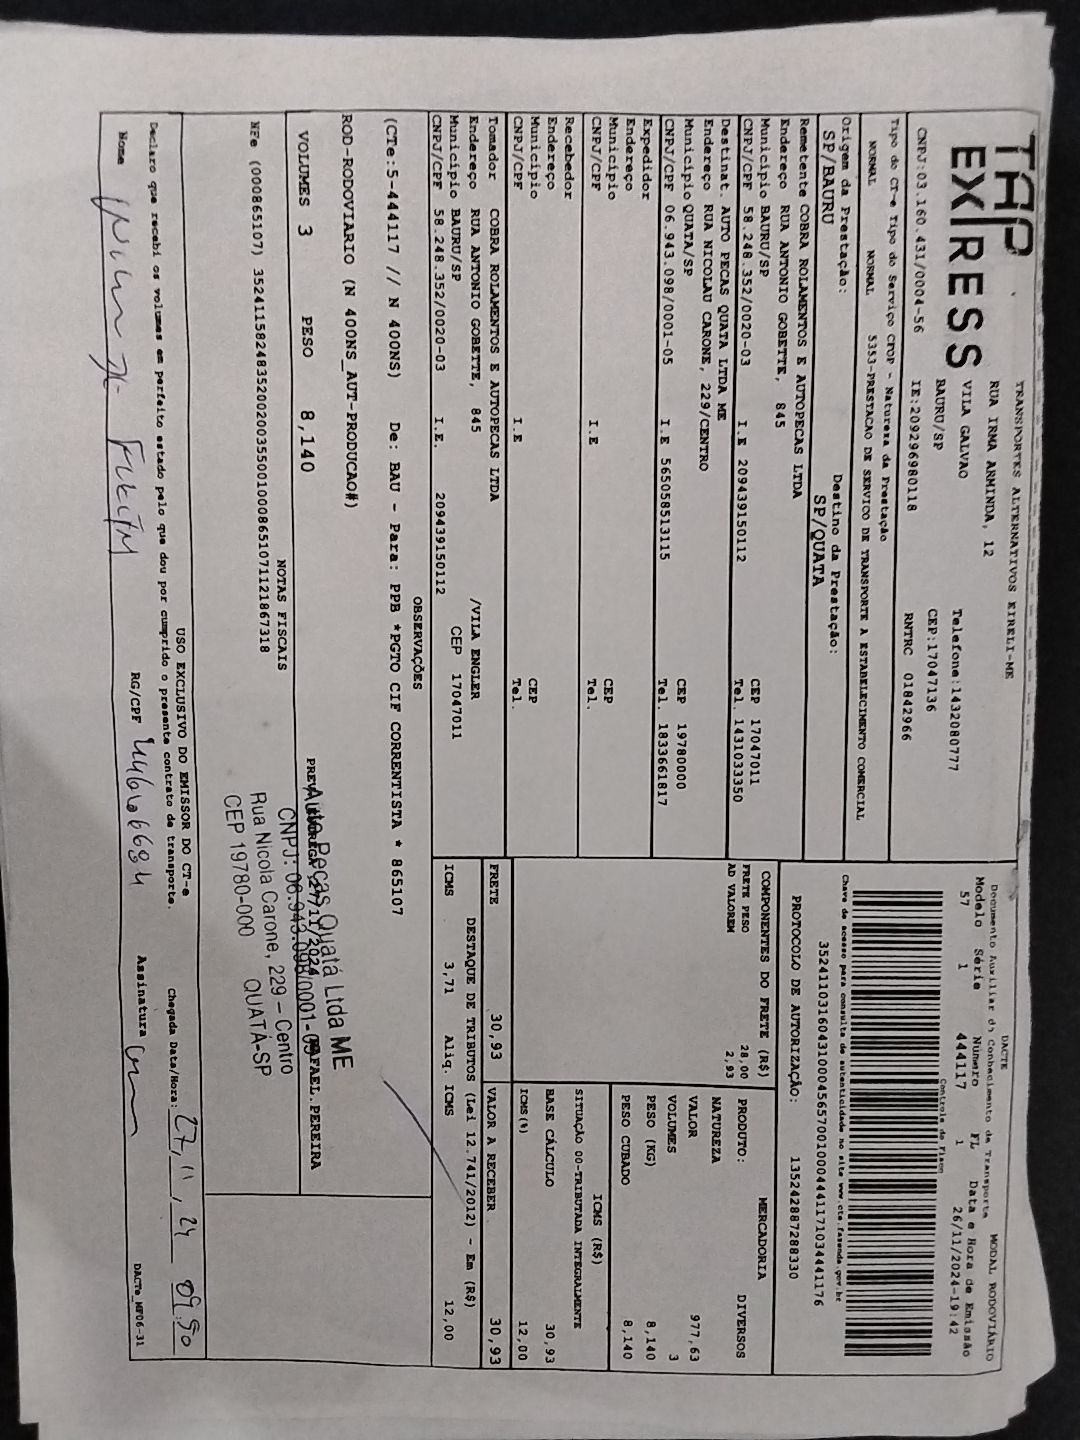 TAP
EXPRESS
TRANSPORTES ALTERNATIVOS EIRELI-ME
RUA IRMA ARMINDA, 12
VILA GALVAO
BAURU/SP
Telefone:1432080777
CEP:17047136
CNPJ:03.160.431/0004-56 IE:209296980118 RNTRC 01842966
Tipo do CT-e Tipo do Serviço CFOP - Natureza da Prestação
NORMAL NORMAL 5353-PRESTACAO DE SERVICO DE TRANSPORTE A ESTABELECIMENTO COMERCIAL
Origem da Prestação: Destino da Prestação:
SP/BAURU SP/QUATA
Remetente COBRA ROLAMENTOS E AUTOPECAS LTDA
Endereço RUA ANTONIO GOBETTE, 845
Município BAURU/SP CEP 17047011
CNPJ/CPF 58.248.352/0020-03 I.E 209439150112 Tel. 1431033350
Destinat. AUTO PECAS QUATA LTDA ME
Endereço RUA NICOLAU CARONE, 229/CENTRO
Município QUATA/SP CEP 19780000
CNPJ/CPF 06.943.098/0001-05 I.E 565058513115 Tel. 1833661817
Expedidor
Endereço
Município CEP
CNPJ/CPF I.E Tel.
Recebedor
Endereço
Município CEP
CNPJ/CPF I.E Tel.
Tomador COBRA ROLAMENTOS E AUTOPECAS LTDA
Endereço RUA ANTONIO GOBETTE, 845 /VILA ENGLER
Município BAURU/SP CEP 17047011
CNPJ/CPF 58.248.352/0020-03 I.E. 209439150112
DACTE
Documento Auxiliar do Conhecimento de Transporte MODAL RODOVIÁRIO
Modelo Série Número FL Data e Hora de Emissão
57 1 444117 1 26/11/2024-19:42
Controle do Fisco
Chave de acesso para consulta de autenticidade no site www.cte.fazenda.gov.br
35241103160431000456570010004441171034441176
PROTOCOLO DE AUTORIZAÇÃO: 135242887288330
COMPONENTES DO FRETE (R$)
FRETE PESO 28,00
AD VALOREM 2,93
MERCADORIA
PRODUTO: DIVERSOS
NATUREZA
VALOR 977,63
VOLUMES 3
PESO (KG) 8,140
PESO CUBADO 8,140
ICMS (R$)
SITUAÇÃO 00-TRIBUTADA INTEGRALMENTE
BASE CÁLCULO 30,93
ICMS(%) 12,00
FRETE 30,93 VALOR A RECEBER 30,93
DESTAQUE DE TRIBUTOS (Lei 12.741/2012) - Em (R$)
ICMS 3,71 Aliq. ICMS 12,00
OBSERVAÇÕES
(CTe:5-444117 // N 400NS) De: BAU - Para: PPB *PGTO CIF CORRENTISTA * 865107
ROD-RODOVIARIO (N 400NS_AUT-PRODUCAO#)
VOLUMES 3 PESO 8,140 27/11/2024 RAFAEL.PEREIRA
Auto Peças Quatá Ltda ME
CNPJ: 06.943.098/0001-05
Rua Nicola Carone, 229 – Centro
CEP 19780-000 QUATÁ-SP
NOTAS FISCAIS
NFe (000865107) 35241158248352002003550010008651071121867318
USO EXCLUSIVO DO EMISSOR DO CT-e
Declaro que recebi os volumes em perfeito estado pelo que dou por cumprido o presente contrato de transporte.
Chegada Data/Hora: 27,11,24 09:50
Nome RG/CPF Assinatura DACTe_MF06-31